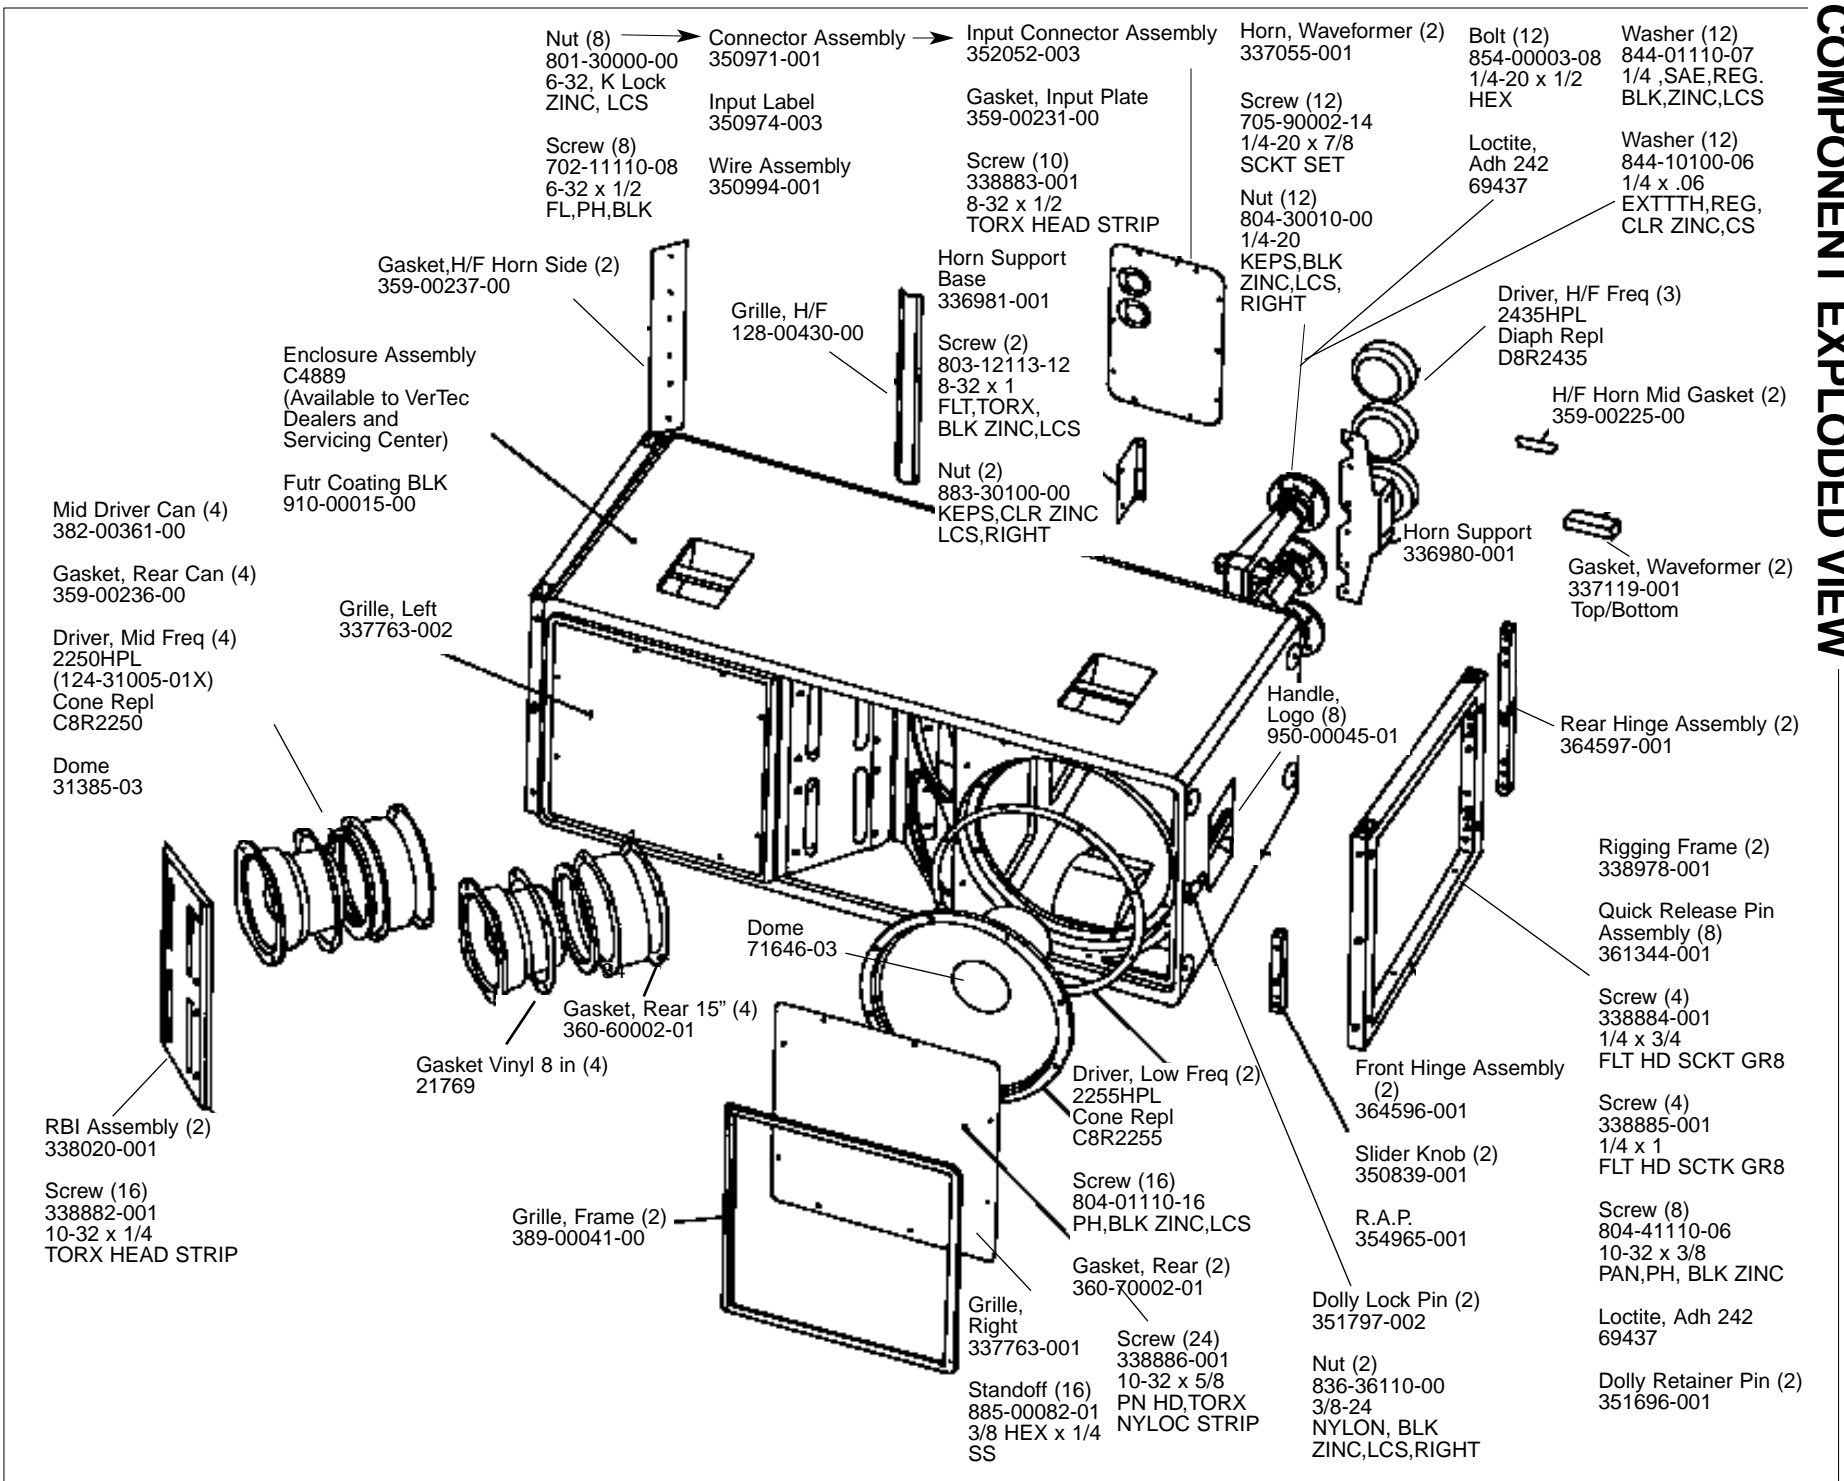 COMPONENT EXPLODED VIEW
Nut (8)
801-30000-00
6-32, K Lock
ZINC, LCS
Screw (8)
702-11110-08
6-32 x 1/2
FL,PH,BLK
Connector Assembly
350971-001
Input Label
350974-003
Wire Assembly
350994-001
Input Connector Assembly
352052-003
Gasket, Input Plate
359-00231-00
Screw (10)
338883-001
8-32 x 1/2
TORX HEAD STRIP
Horn, Waveformer (2)
337055-001
Screw (12)
705-90002-14
1/4-20 x 7/8
SCKT SET
Nut (12)
804-30010-00
1/4-20
KEPS,BLK
ZINC,LCS,
RIGHT
Bolt (12)
854-00003-08
1/4-20 x 1/2
HEX
Loctite,
Adh 242
69437
Washer (12)
844-01110-07
1/4 ,SAE,REG.
BLK,ZINC,LCS
Washer (12)
844-10100-06
1/4 x .06
EXTTTH,REG,
CLR ZINC,CS
Gasket,H/F Horn Side (2)
359-00237-00
Grille, H/F
128-00430-00
Horn Support
Base
336981-001
Screw (2)
803-12113-12
8-32 x 1
FLT,TORX,
BLK ZINC,LCS
Nut (2)
883-30100-00
KEPS,CLR ZINC
LCS,RIGHT
Driver, H/F Freq (3)
2435HPL
Diaph Repl
D8R2435
H/F Horn Mid Gasket (2)
359-00225-00
Enclosure Assembly
C4889
(Available to VerTec
Dealers and
Servicing Center)
Futr Coating BLK
910-00015-00
Horn Support
336980-001
Gasket, Waveformer (2)
337119-001
Top/Bottom
Mid Driver Can (4)
382-00361-00
Gasket, Rear Can (4)
359-00236-00
Driver, Mid Freq (4)
2250HPL
(124-31005-01X)
Cone Repl
C8R2250
Dome
31385-03
Grille, Left
337763-002
Handle,
Logo (8)
950-00045-01
Rear Hinge Assembly (2)
364597-001
Rigging Frame (2)
338978-001
Quick Release Pin
Assembly (8)
361344-001
Screw (4)
338884-001
1/4 x 3/4
FLT HD SCKT GR8
Screw (4)
338885-001
1/4 x 1
FLT HD SCTK GR8
Screw (8)
804-41110-06
10-32 x 3/8
PAN,PH, BLK ZINC
Loctite, Adh 242
69437
Dolly Retainer Pin (2)
351696-001
Dome
71646-03
Gasket, Rear 15” (4)
360-60002-01
Gasket Vinyl 8 in (4)
21769
RBI Assembly (2)
338020-001
Screw (16)
338882-001
10-32 x 1/4
TORX HEAD STRIP
Grille, Frame (2)
389-00041-00
Driver, Low Freq (2)
2255HPL
Cone Repl
C8R2255
Screw (16)
804-01110-16
PH,BLK ZINC,LCS
Gasket, Rear (2)
360-70002-01
Grille,
Right
337763-001
Standoff (16)
885-00082-01
3/8 HEX x 1/4
SS
Screw (24)
338886-001
10-32 x 5/8
PN HD,TORX
NYLOC STRIP
Front Hinge Assembly
(2)
364596-001
Slider Knob (2)
350839-001
R.A.P.
354965-001
Dolly Lock Pin (2)
351797-002
Nut (2)
836-36110-00
3/8-24
NYLON, BLK
ZINC,LCS,RIGHT